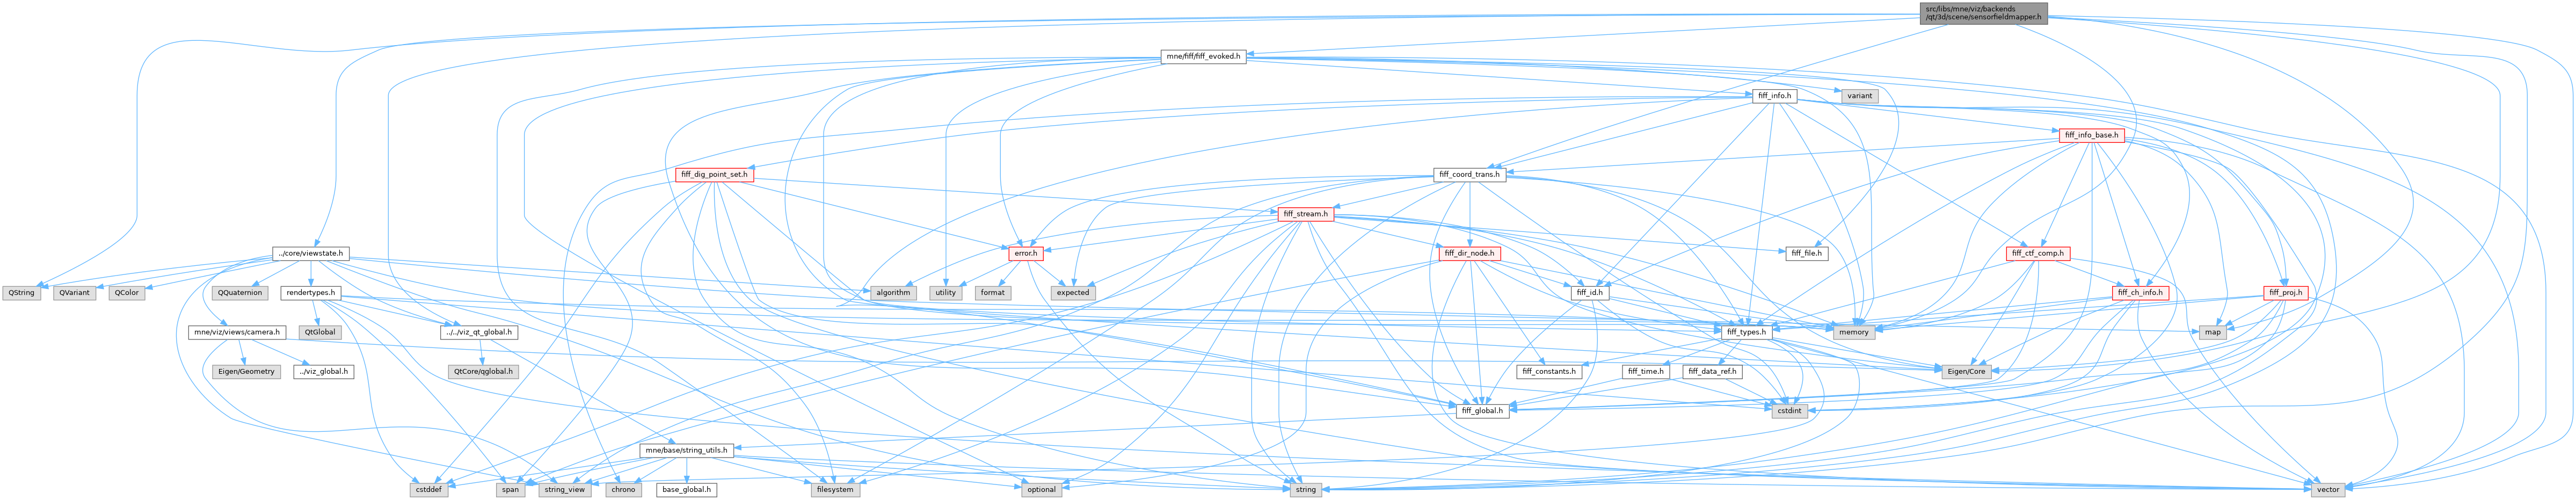 src/libs/mne/viz/backends
/qt/3d/scene/sensorfieldmapper.h
mne/fiff/fiff_evoked.h
fiff_info.h
variant
fiff_info_base.h
fiff_dig_point_set.h
fiff_coord_trans.h
fiff_stream.h
../core/viewstate.h
error.h
fiff_dir_node.h
fiff_file.h
fiff_ctf_comp.h
QString
QVariant
QColor
QQuaternion
rendertypes.h
algorithm
utility
format
expected
fiff_id.h
fiff_ch_info.h
fiff_proj.h
mne/viz/views/camera.h
QtGlobal
../../viz_qt_global.h
fiff_types.h
memory
map
Eigen/Geometry
../viz_global.h
QtCore/qglobal.h
fiff_constants.h
fiff_time.h
fiff_data_ref.h
Eigen/Core
fiff_global.h
cstdint
mne/base/string_utils.h
cstddef
span
string_view
chrono
base_global.h
filesystem
optional
string
vector